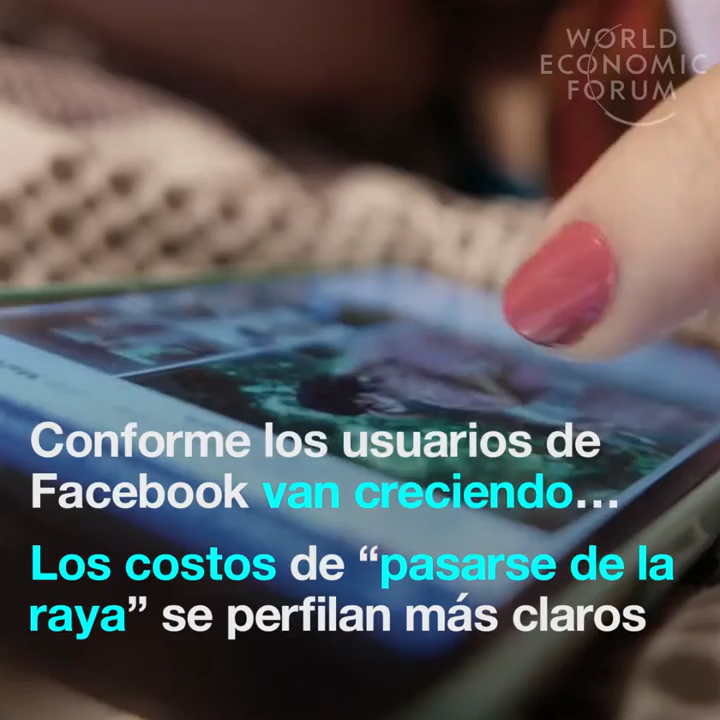 WORLD
ECONOMIC
FORUM
Conforme los usuarios de
Facebook van creciendo...
Los costos de “pasarse de la
raya” se perfilan más claros